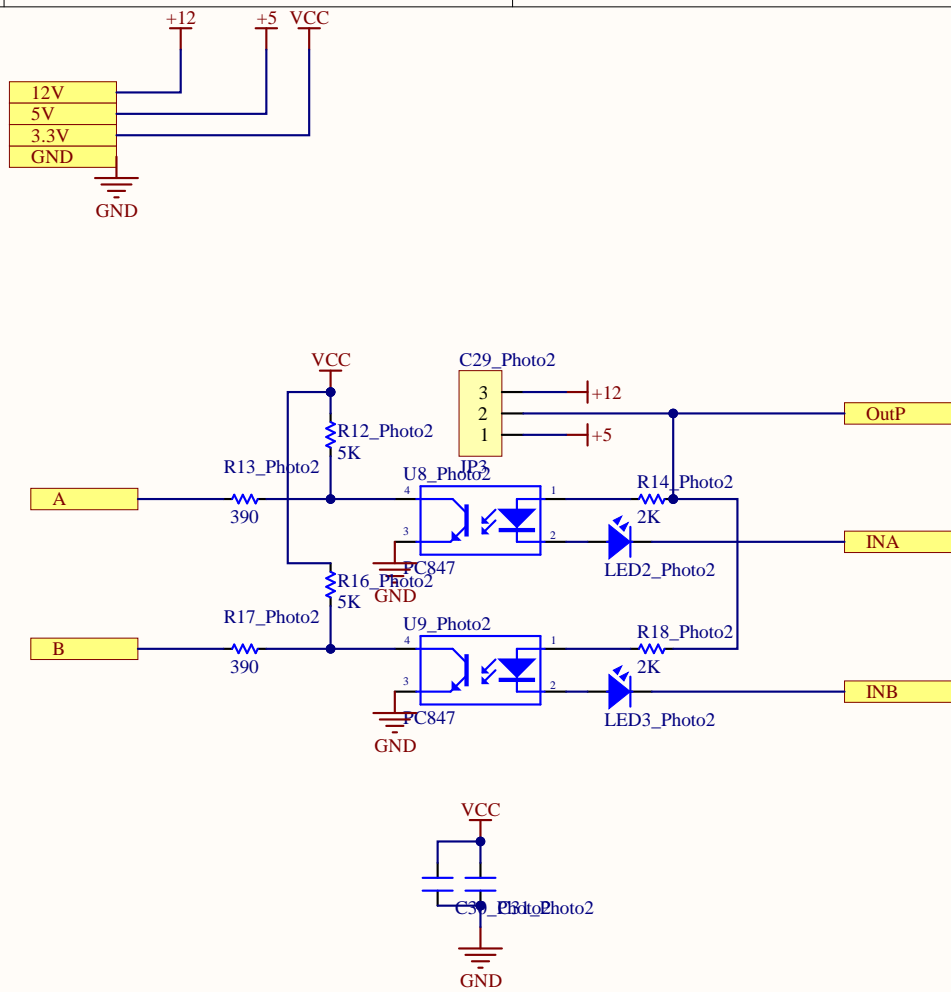 +12 +5 VCC
12V
5V
3.3V
GND
GND
VCC
C29_Photo2
3 +12
2 OutP
1 +5
JP3
R12_Photo2
5K
R13_Photo2
A
390
U8_Photo2
4 1
3 2
PC847
GND
R14_Photo2
2K
INA
LED2_Photo2
R16_Photo2
5K
R17_Photo2
B
390
U9_Photo2
4 1
3 2
PC847
GND
R18_Photo2
2K
INB
LED3_Photo2
VCC
C30_Photo2
C31_Photo2
GND